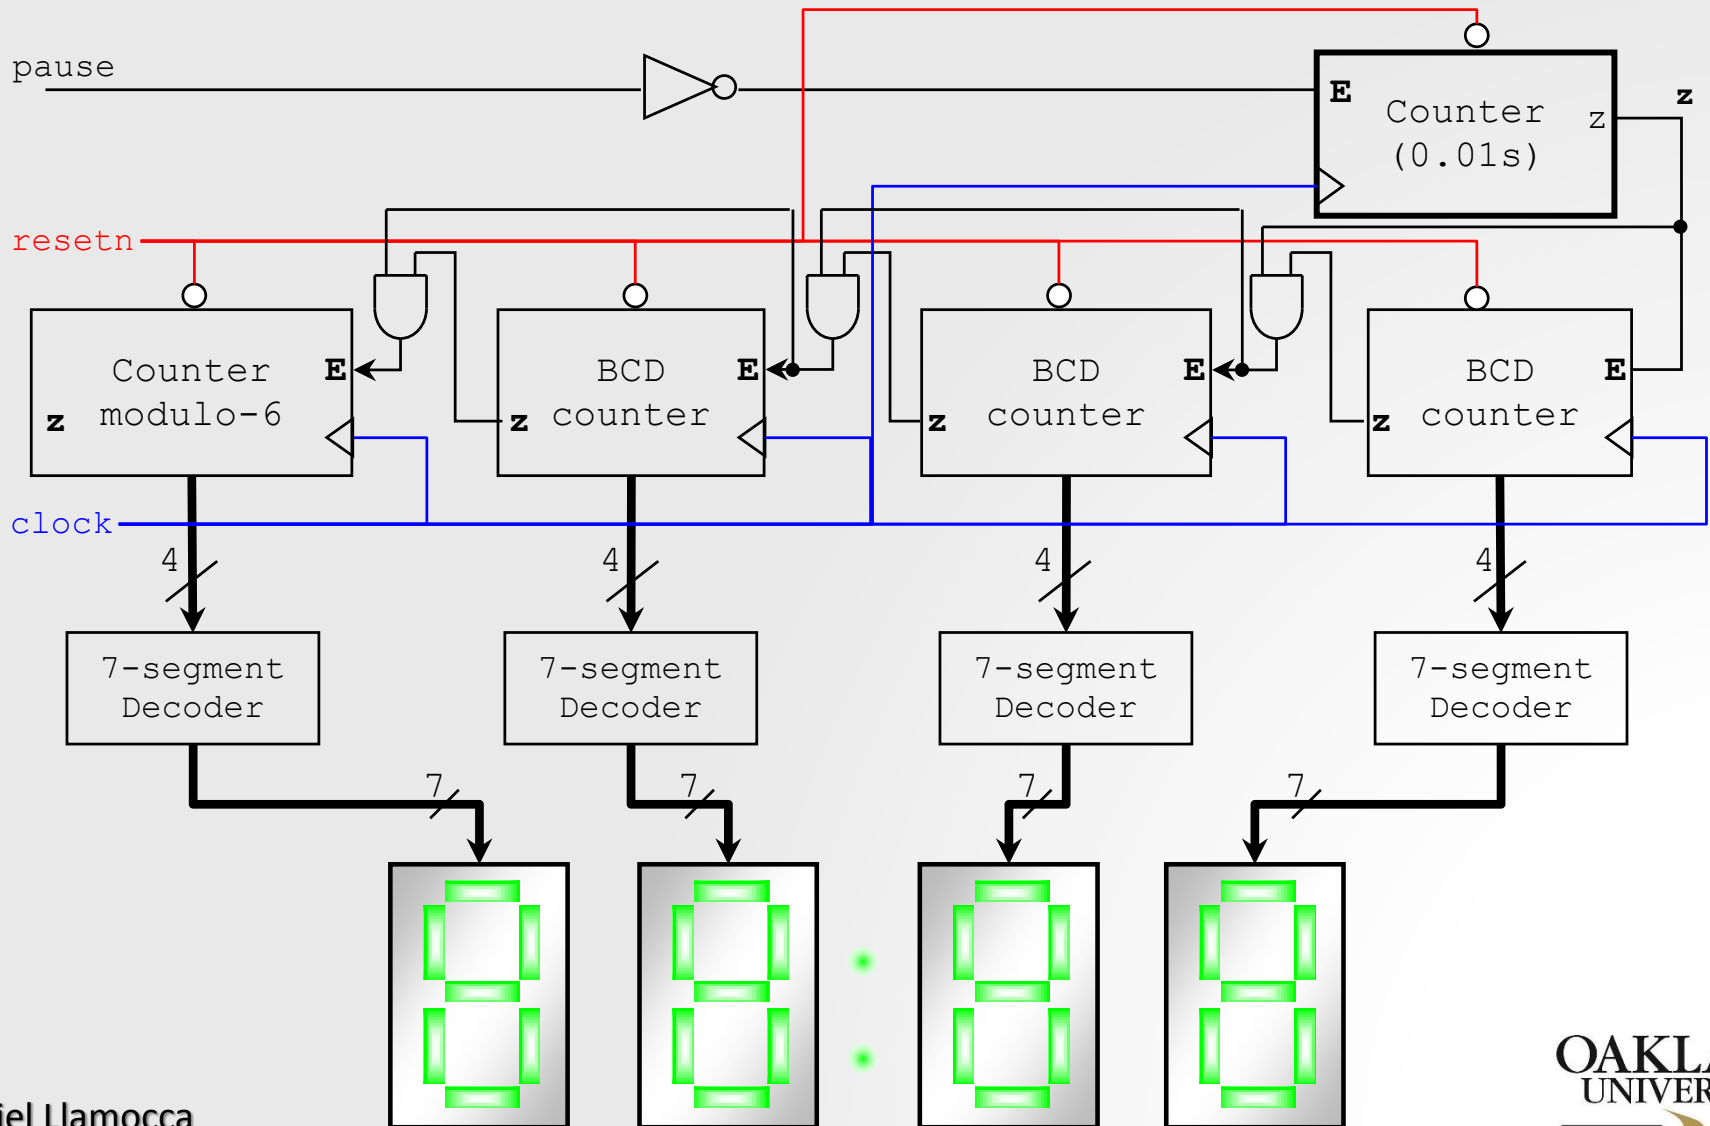 pause
E
Counter
(0.01s)
z
z
resetn
Counter
modulo-6
E
z
BCD
counter
E
z
BCD
counter
E
z
BCD
counter
E
z
clock
4
4
4
4
7-segment
Decoder
7-segment
Decoder
7-segment
Decoder
7-segment
Decoder
7
7
7
7
Llamocca